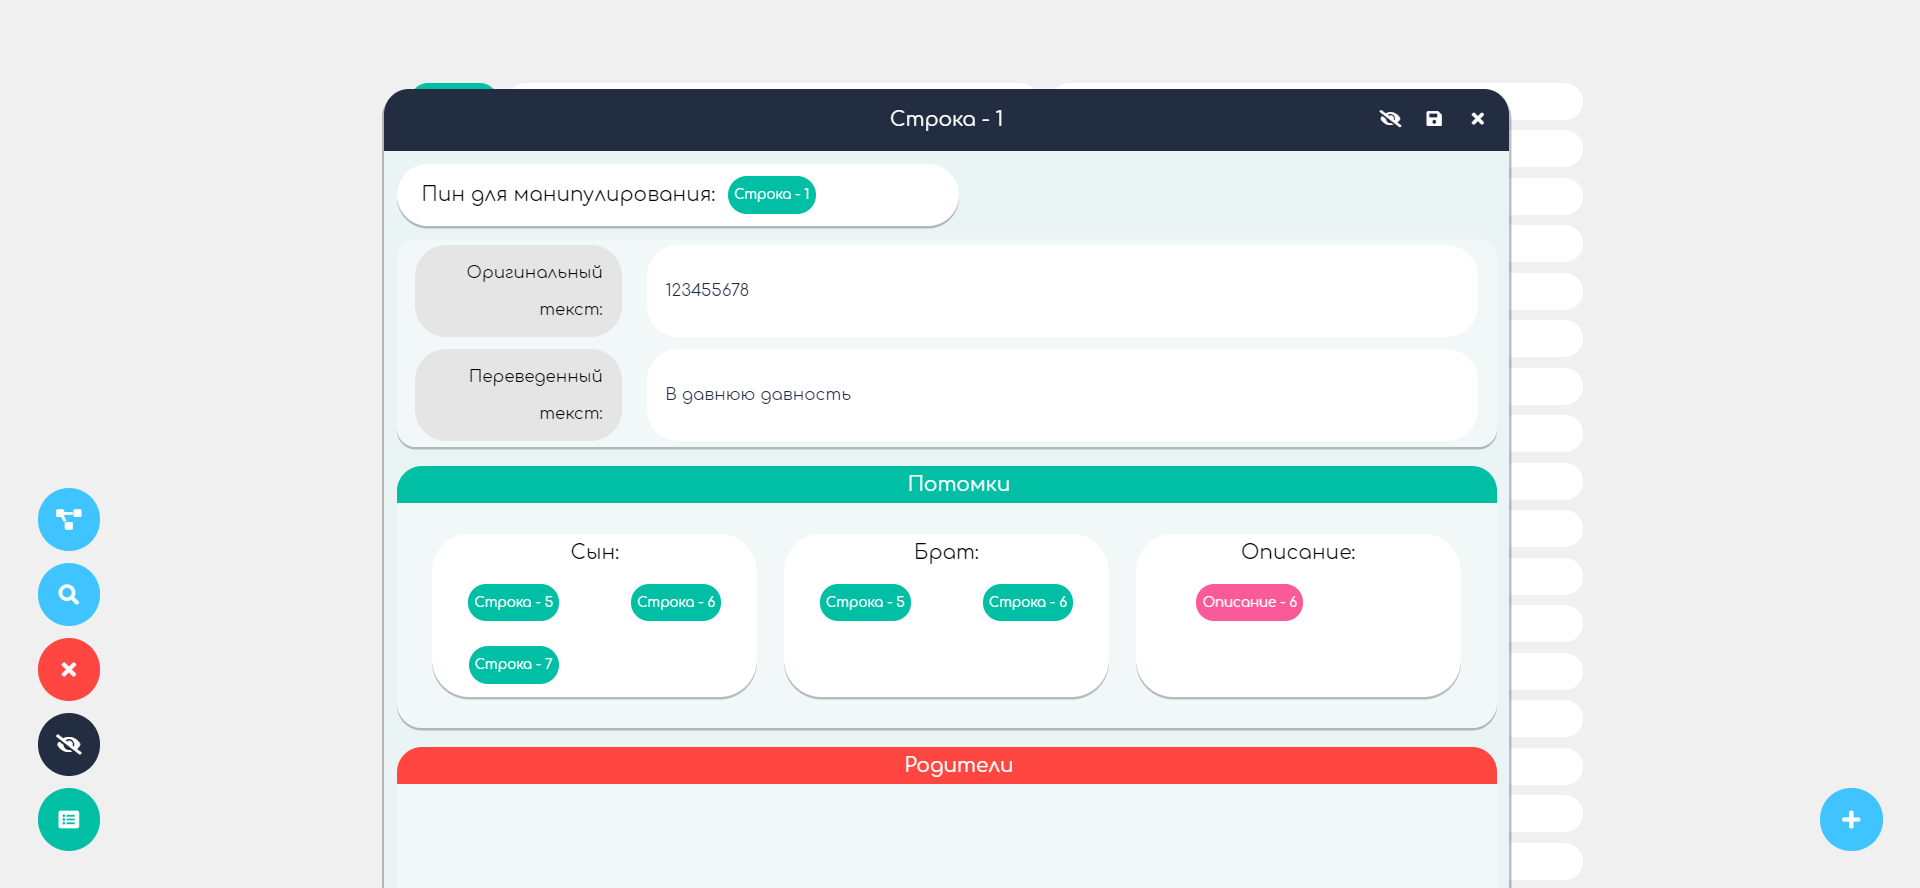 Строка - 1
Пин для манипулирования: Строка - 1
Оригинальный
текст:
123455678
Переведенный
текст:
В давнюю давность
Потомки
Сын:
Строка - 5 Строка - 6
Строка - 7
Брат:
Строка - 5 Строка - 6
Описание:
Описание - 6
Родители